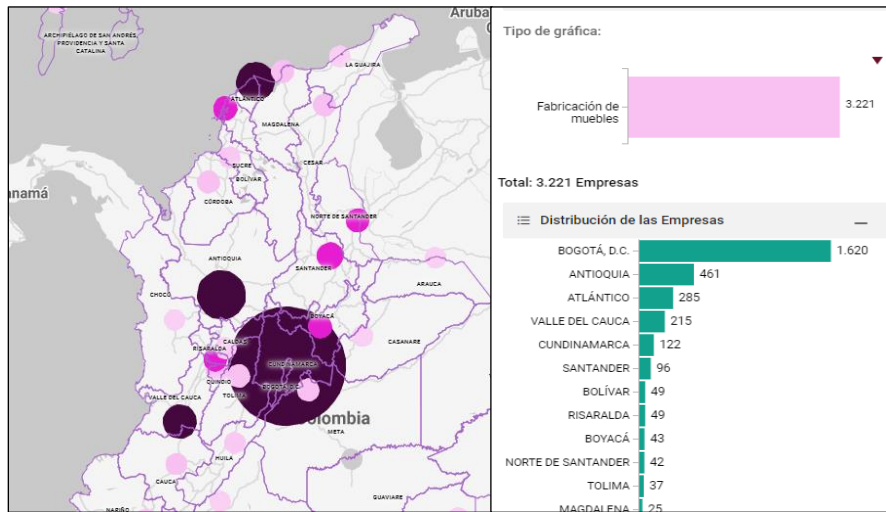 Aruba
ARCHIPIÉLAGO DE SAN ANDRÉS,
PROVIDENCIA Y SANTA
CATALINA
LA GUAJIRA
ATLÁNTICO
MAGDALENA
CESAR
SUCRE
BOLÍVAR
anamá
CÓRDOBA
NORTE DE SANTANDER
ANTIOQUIA
SANTANDER
ARAUCA
CHOCÓ
BOYACÁ
CASANARE
CALDAS
RISARALDA
CUNDINAMARCA
QUINDIO
BOGOTÁ, D.C.
TOLIMA
VALLE DEL CAUCA
olombia
META
HUILA
CAUCA
GUAVIARE
NARIÑO
Tipo de gráfica:
Fabricación de
muebles
3.221
Total: 3.221 Empresas
Distribución de las Empresas
BOGOTÁ, D.C. 1.620
ANTIOQUIA 461
ATLÁNTICO 285
VALLE DEL CAUCA 215
CUNDINAMARCA 122
SANTANDER 96
BOLÍVAR 49
RISARALDA 49
BOYACÁ 43
NORTE DE SANTANDER 42
TOLIMA 37
MAGDALENA 25